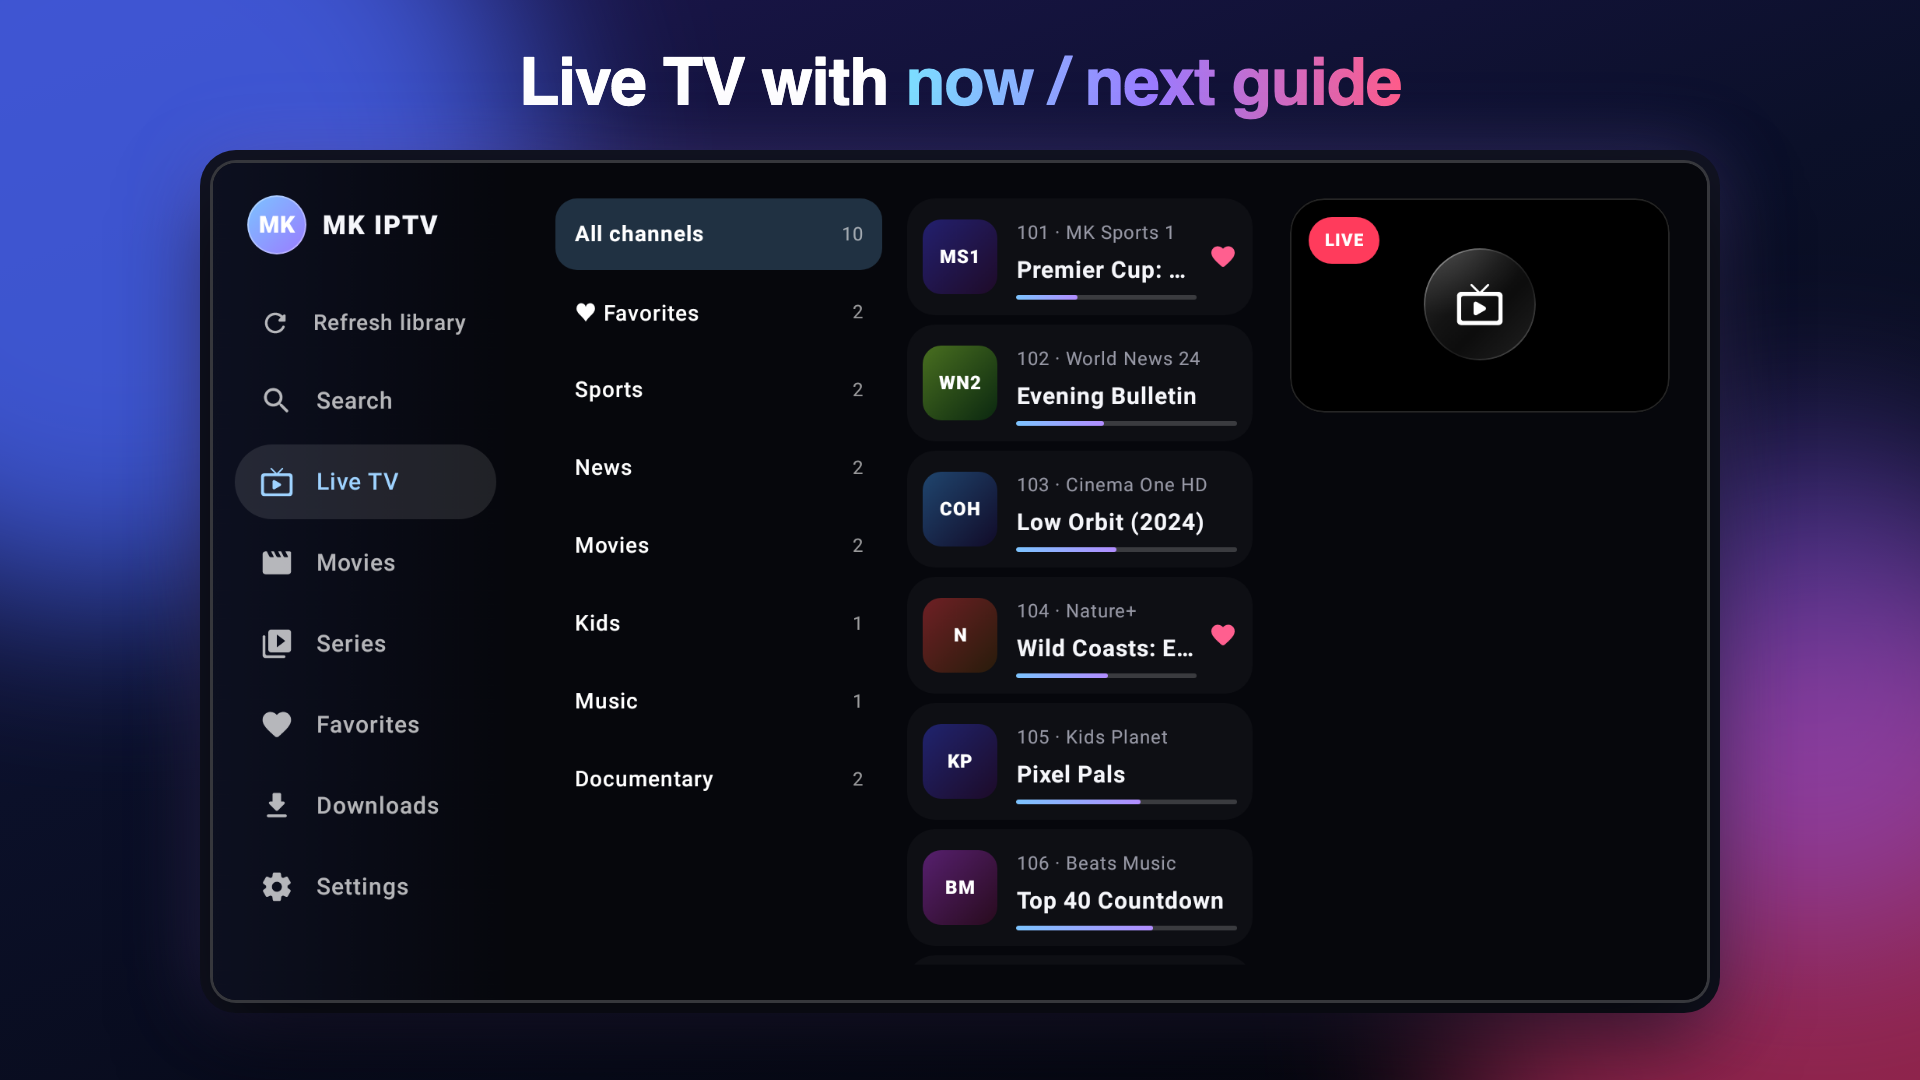 Live TV with now / next guide
MK
MK IPTV
Refresh library
Search
Live TV
Movies
Series
Favorites
Downloads
Settings
All channels 10
♥ Favorites 2
Sports 2
News 2
Movies 2
Kids 1
Music 1
Documentary 2
MS1
101 · MK Sports 1
Premier Cup: ...
WN2
102 · World News 24
Evening Bulletin
COH
103 · Cinema One HD
Low Orbit (2024)
N
104 · Nature+
Wild Coasts: E...
KP
105 · Kids Planet
Pixel Pals
BM
106 · Beats Music
Top 40 Countdown
LIVE